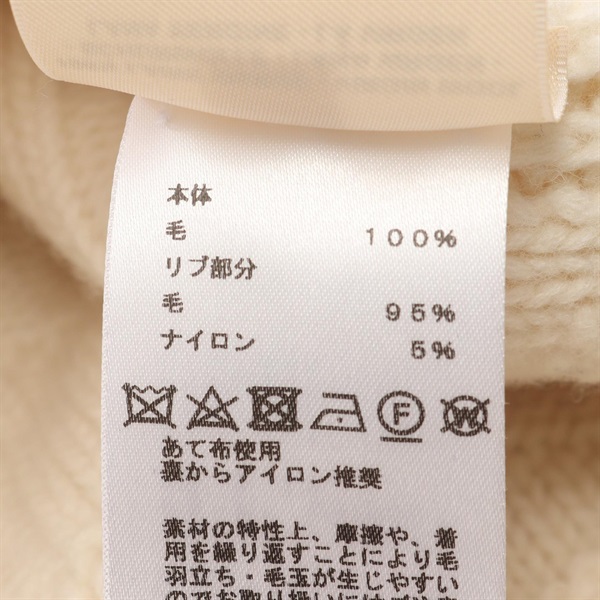 本体
毛 100%
リブ部分
毛 95%
ナイロン 5%
F W
あて布使用
裏からアイロン推奨
素材の特性上、摩擦や、着
用を繰り返すことにより毛
羽立ち・毛玉が生じやすい